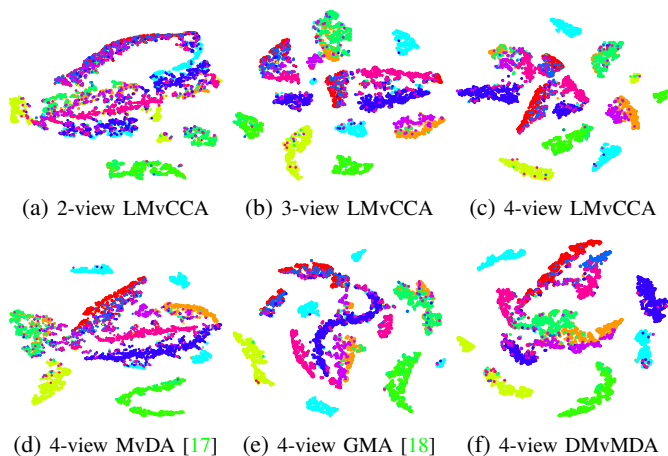 (a) 2-view LMvCCA (b) 3-view LMvCCA (c) 4-view LMvCCA
(d) 4-view MvDA [17] (e) 4-view GMA [18] (f) 4-view DMvMDA